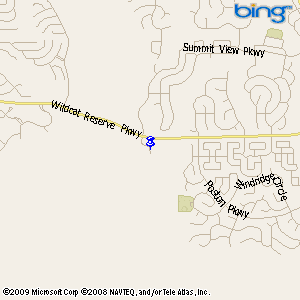 bing
Summit View Pkwy
Wildcat Reserve Pkwy
Windridge Circle
Poston Pkwy
©2009 Microsoft Corp ©2008 NAVTEQ, and/or Tele Atlas, Inc.